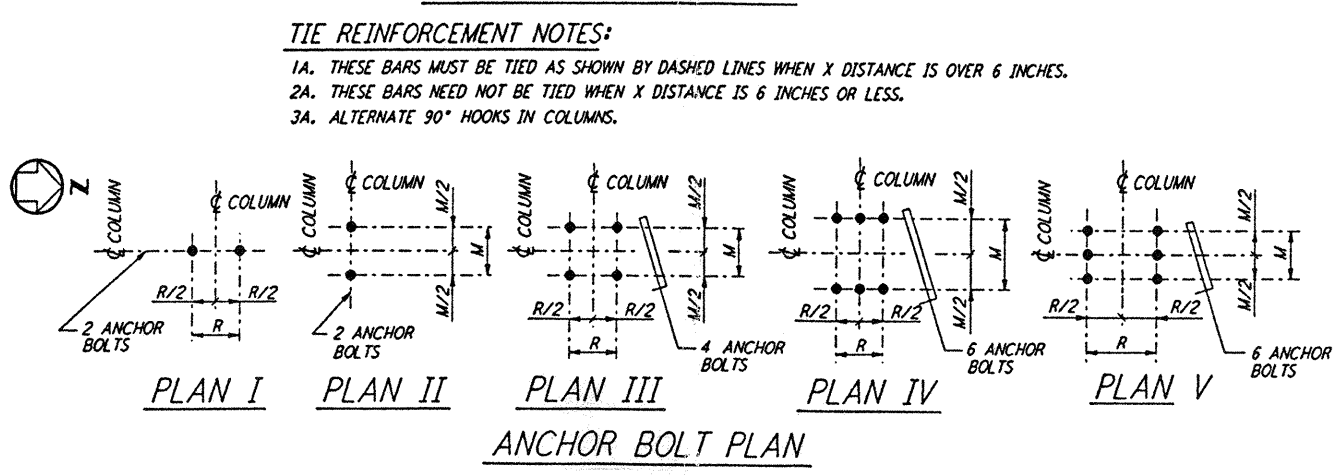 TIE REINFORCEMENT NOTES:
1A. THESE BARS MUST BE TIED AS SHOWN BY DASHED LINES WHEN X DISTANCE IS OVER 6 INCHES.
2A. THESE BARS NEED NOT BE TIED WHEN X DISTANCE IS 6 INCHES OR LESS.
3A. ALTERNATE 90° HOOKS IN COLUMNS.
N
℄ COLUMN
℄ COLUMN
R/2
R/2
R
2 ANCHOR
BOLTS
PLAN I
℄ COLUMN
℄ COLUMN
M/2
M
M/2
2 ANCHOR
BOLTS
PLAN II
℄ COLUMN
℄ COLUMN
M/2
M
M/2
R/2
R/2
R
4 ANCHOR
BOLTS
PLAN III
℄ COLUMN
℄ COLUMN
M/2
M
M/2
R/2
R/2
R
6 ANCHOR
BOLTS
PLAN IV
℄ COLUMN
℄ COLUMN
M/2
M
M/2
R/2
R/2
R
6 ANCHOR
BOLTS
PLAN V
ANCHOR BOLT PLAN